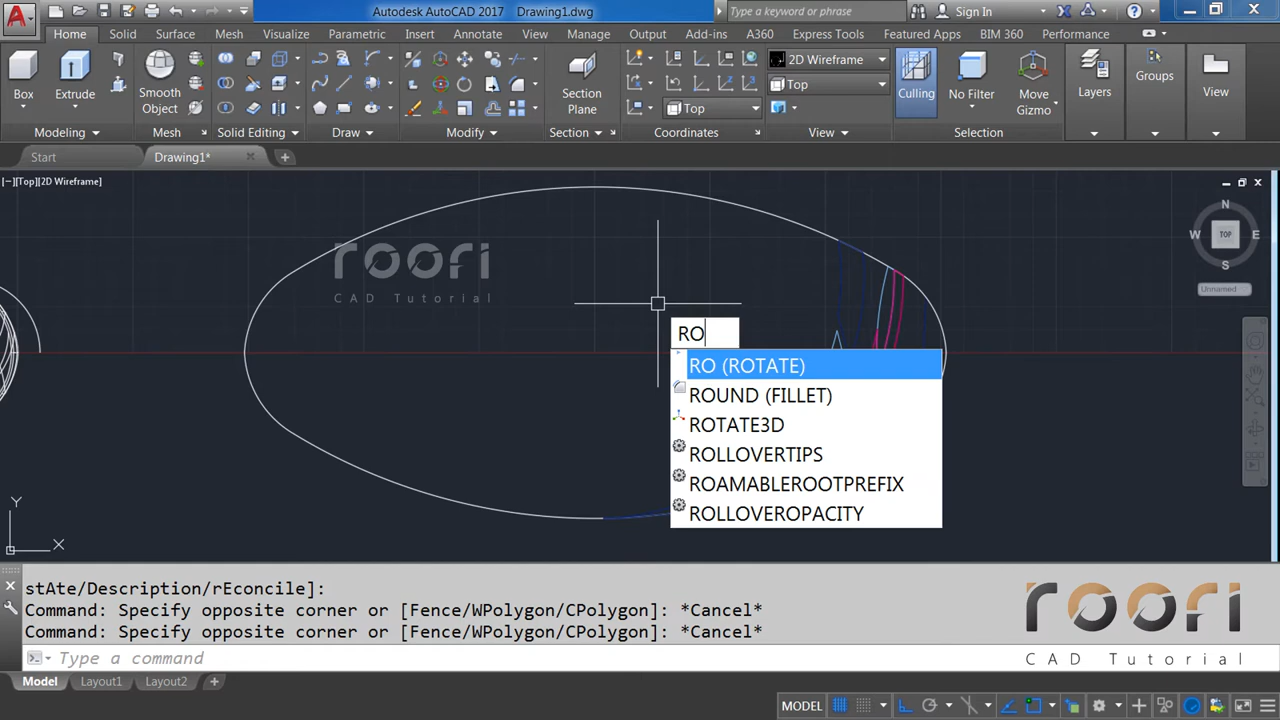 Autodesk AutoCAD 2017 Drawing1.dwg
Type a keyword or phrase
Sign In
Home Solid Surface Mesh Visualize Parametric Insert Annotate View Manage Output Add-ins A360 Express Tools Featured Apps BIM 360 Performance
Box
Extrude
Smooth
Object
Section
Plane
2D Wireframe
Top
Top
Culling
No Filter
Move
Gizmo
Layers
Groups
View
Modeling
Mesh
Solid Editing
Draw
Modify
Section
Coordinates
View
Selection
Start
Drawing1*
[−][Top][2D Wireframe]
roori
CAD Tutorial
N
W
TOP
E
S
Unnamed
RO
RO (ROTATE)
ROUND (FILLET)
ROTATE3D
ROLLOVERTIPS
ROAMABLEROOTPREFIX
ROLLOVEROPACITY
Y
X
stAte/Description/rEconcile]:
Command: Specify opposite corner or [Fence/WPolygon/CPolygon]: *Cancel*
Command: Specify opposite corner or [Fence/WPolygon/CPolygon]: *Cancel*
Type a command
roori
CAD Tutorial
Model Layout1 Layout2
MODEL